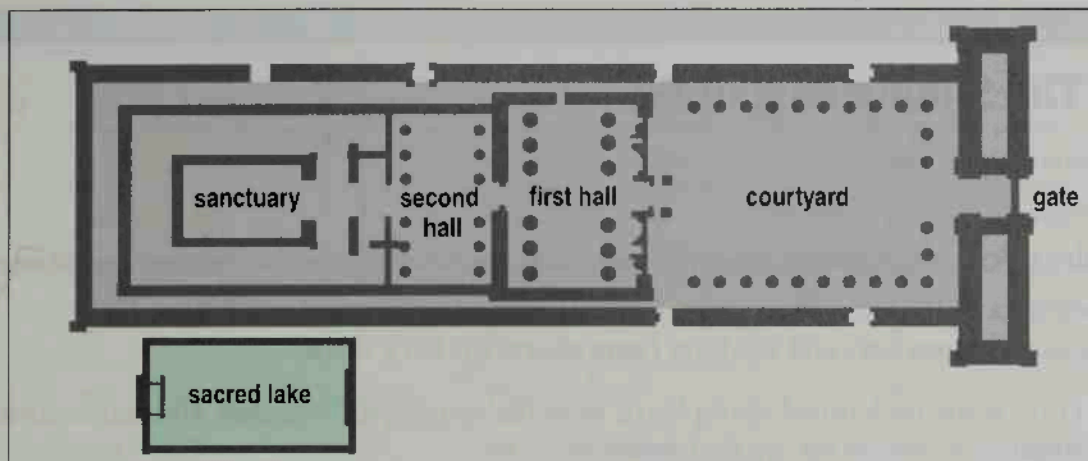 sanctuary
second
hall
first hall
courtyard
gate
sacred lake